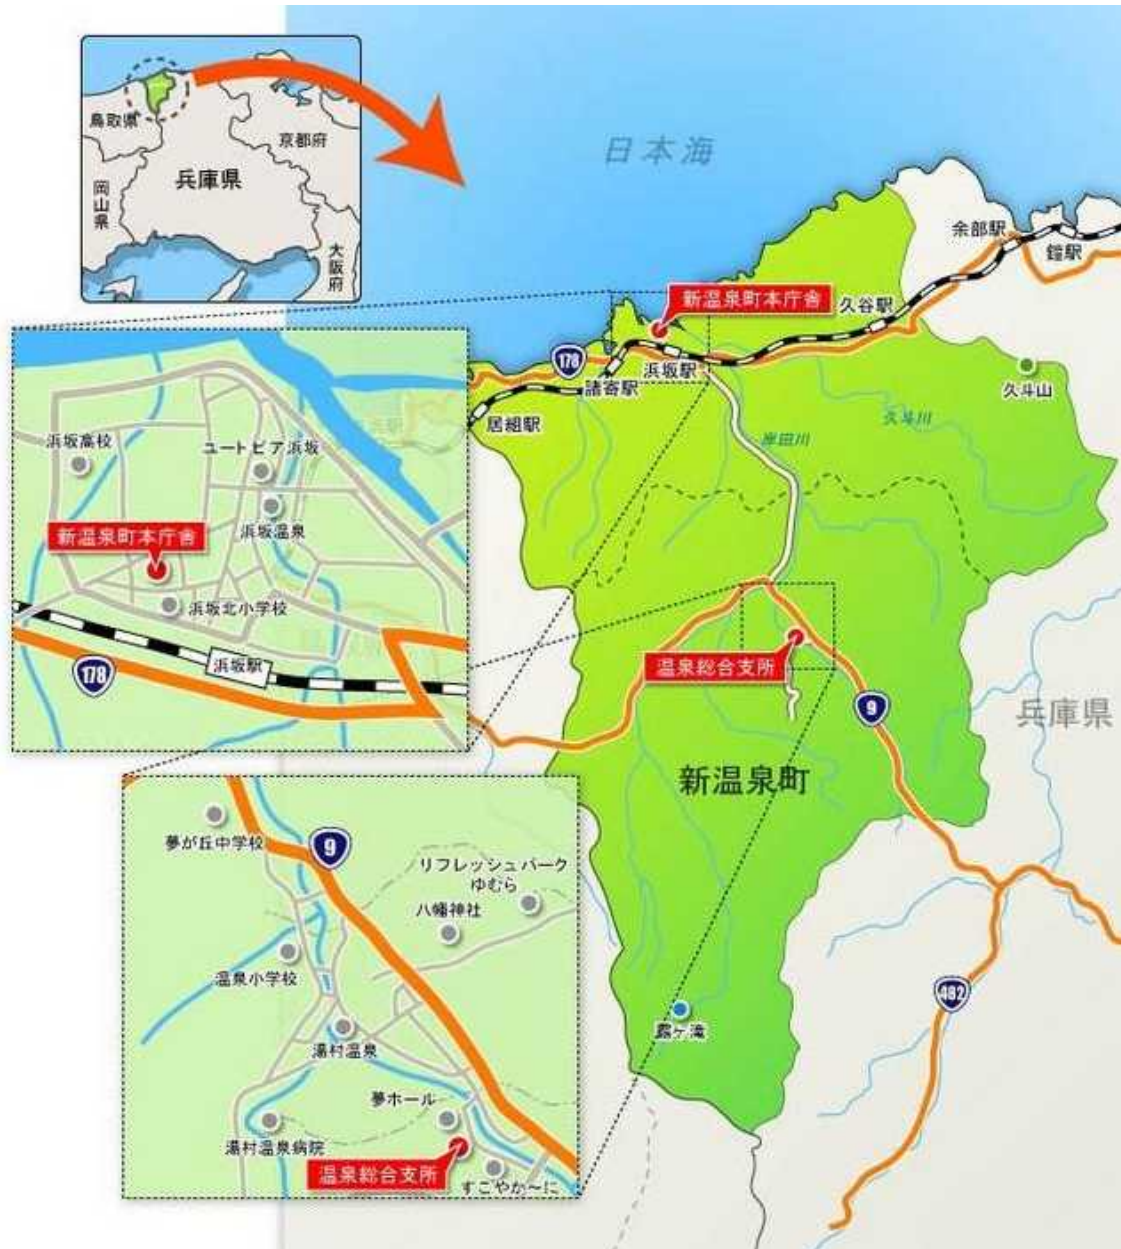 鳥取県
京都府
兵庫県
岡山県
大阪府
日本海
余部駅
鎧駅
新温泉町本庁舎
久谷駅
178
浜坂駅
諸寄駅
居組駅
久斗山
久斗川
岸田川
浜坂高校
ユートピア浜坂
浜坂温泉
新温泉町本庁舎
浜坂北小学校
浜坂駅
178
温泉総合支所
9
兵庫県
新温泉町
夢が丘中学校
9
リフレッシュパーク
ゆむら
八幡神社
温泉小学校
湯村温泉
夢ホール
湯村温泉病院
温泉総合支所
すこやか〜に
482
霧ヶ滝